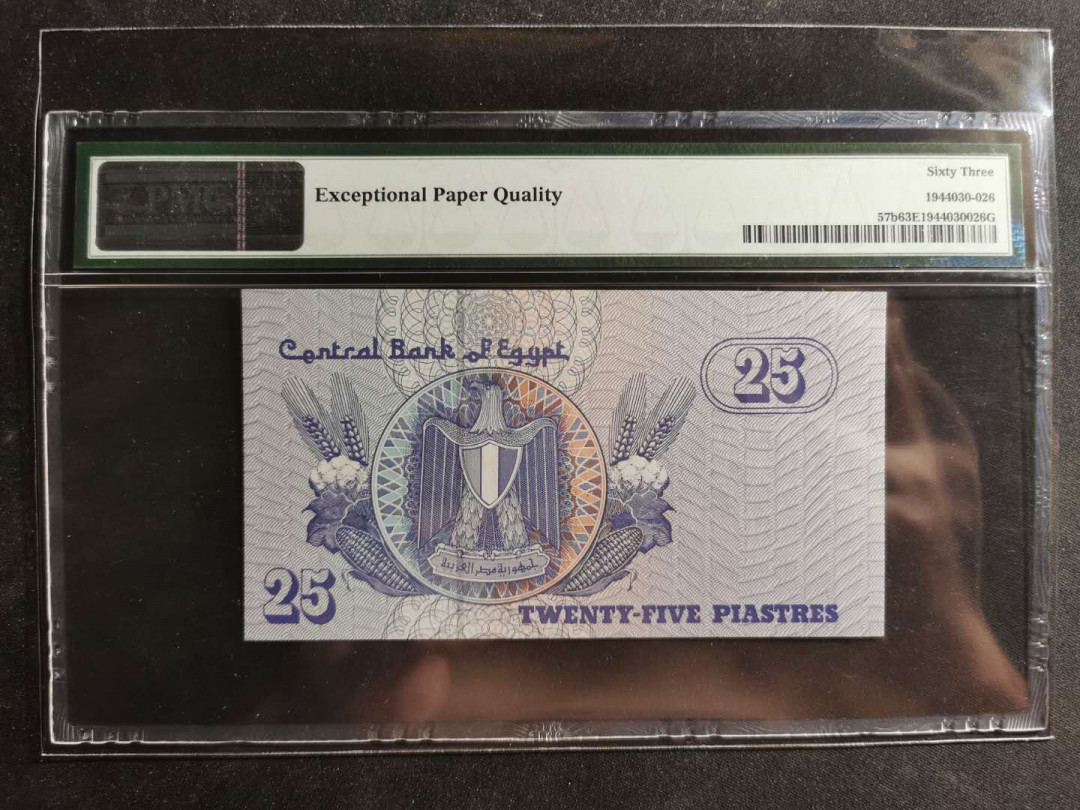 PMG
Exceptional Paper Quality
Sixty Three
1944030-026
57b63E1944030026G
Central Bank of Egypt
25
جمهورية مصر العربية
25
TWENTY-FIVE PIASTRES